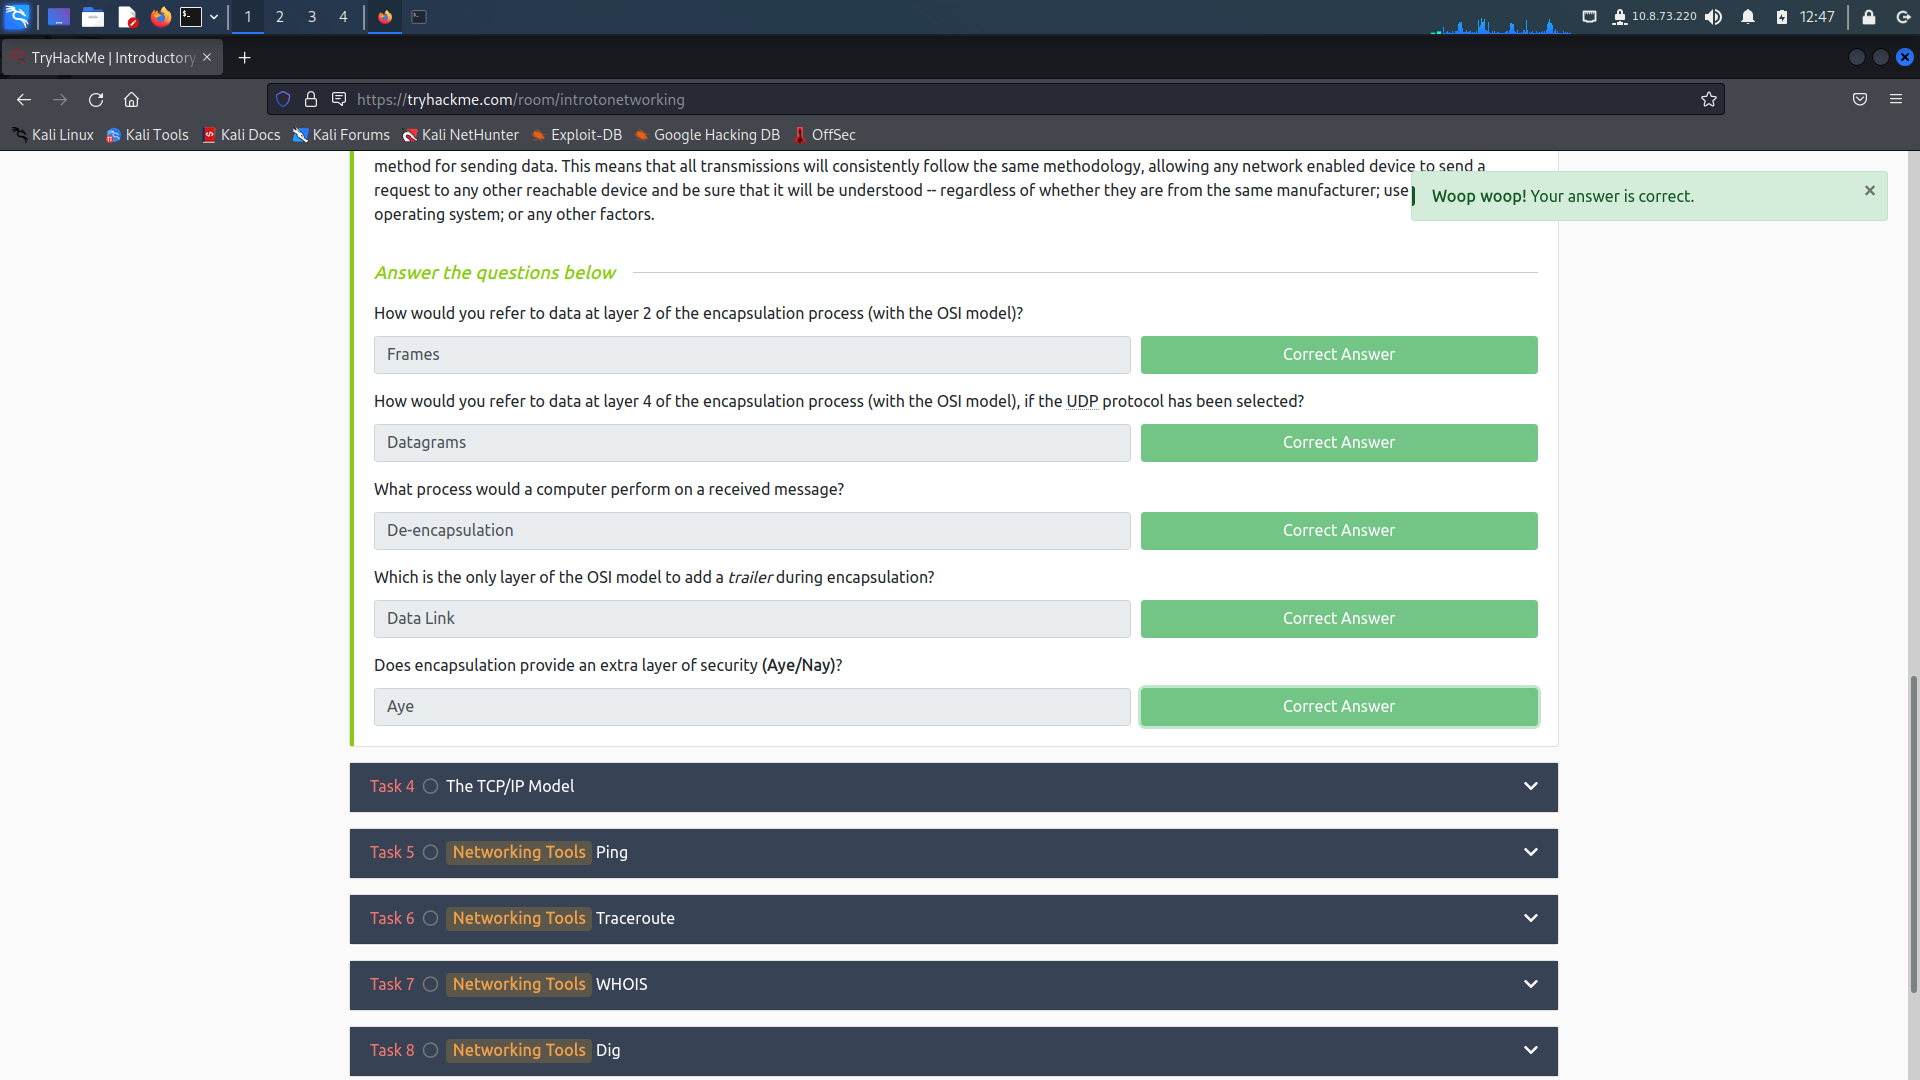 1 2 3 4
10.8.73.220
12:47
TryHackMe | Introductory
https://tryhackme.com/room/introtonetworking
Kali Linux Kali Tools Kali Docs Kali Forums Kali NetHunter Exploit-DB Google Hacking DB OffSec
method for sending data. This means that all transmissions will consistently follow the same methodology, allowing any network enabled device to send a
request to any other reachable device and be sure that it will be understood -- regardless of whether they are from the same manufacturer; use
operating system; or any other factors.
Woop woop! Your answer is correct.
Answer the questions below
How would you refer to data at layer 2 of the encapsulation process (with the OSI model)?
Frames Correct Answer
How would you refer to data at layer 4 of the encapsulation process (with the OSI model), if the UDP protocol has been selected?
Datagrams Correct Answer
What process would a computer perform on a received message?
De-encapsulation Correct Answer
Which is the only layer of the OSI model to add a trailer during encapsulation?
Data Link Correct Answer
Does encapsulation provide an extra layer of security (Aye/Nay)?
Aye Correct Answer
Task 4 The TCP/IP Model
Task 5 Networking Tools Ping
Task 6 Networking Tools Traceroute
Task 7 Networking Tools WHOIS
Task 8 Networking Tools Dig